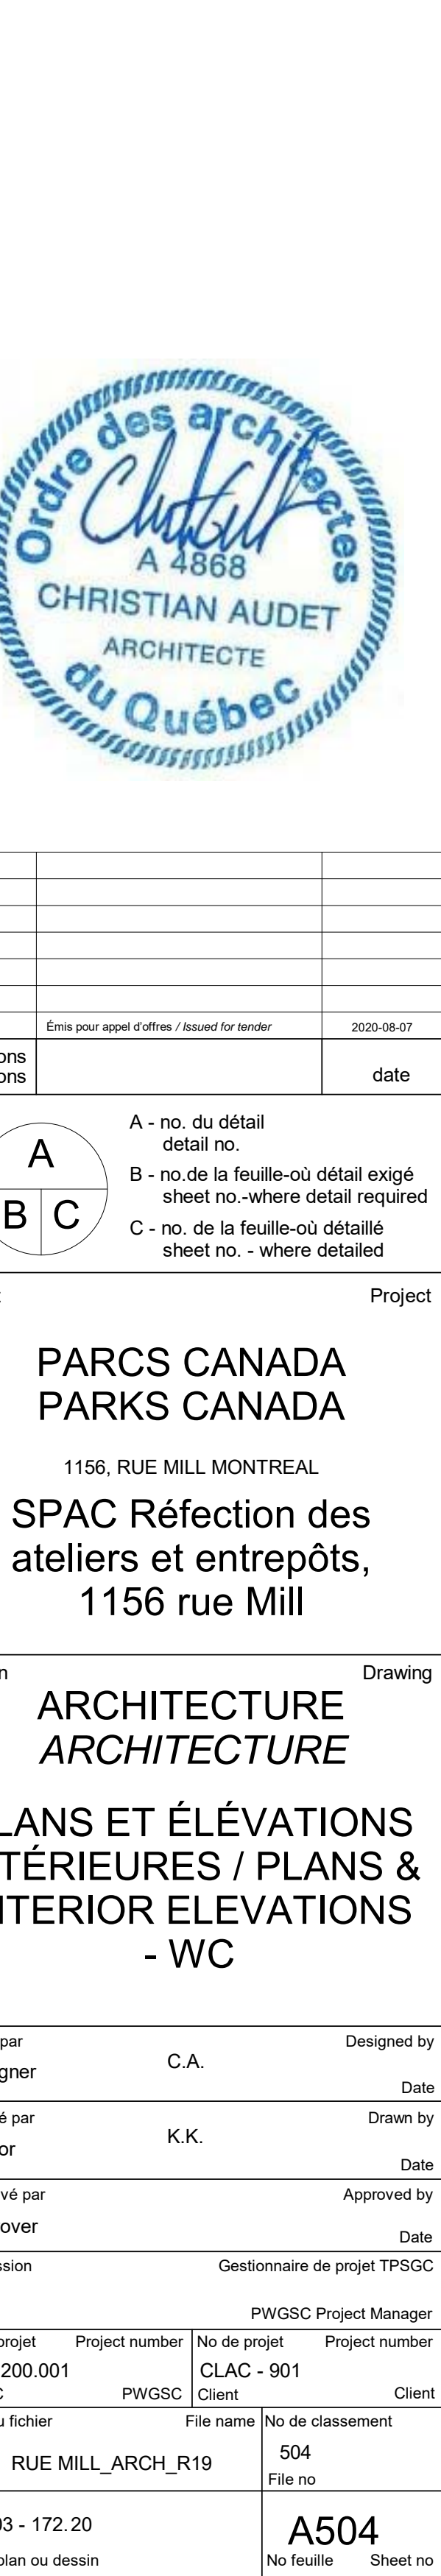 Ordre des architectes
A 4868
CHRISTIAN AUDET
ARCHITECTE
du Québec
Émis pour appel d'offres / Issued for tender 2020-08-07
date
A
B C
A - no. du détail
detail no.
B - no.de la feuille-où détail exigé
sheet no.-where detail required
C - no. de la feuille-où détaillé
sheet no. - where detailed
Project
PARCS CANADA
PARKS CANADA
1156, RUE MILL MONTREAL
SPAC Réfection des
ateliers et entrepôts,
1156 rue Mill
Drawing
ARCHITECTURE
ARCHITECTURE
LANS ET ÉLÉVATIONS
TÉRIEURES / PLANS &
TERIOR ELEVATIONS
- WC
par Designed by
gner C.A.
Date
é par Drawn by
or K.K.
Date
vé par Approved by
over
Date
ssion Gestionnaire de projet TPSGC
PWGSC Project Manager
projet Project number No de projet Project number
200.001 CLAC - 901
C PWGSC Client Client
u fichier File name No de classement
RUE MILL_ARCH_R19 504
File no
03 - 172.20 A504
plan ou dessin No feuille Sheet no